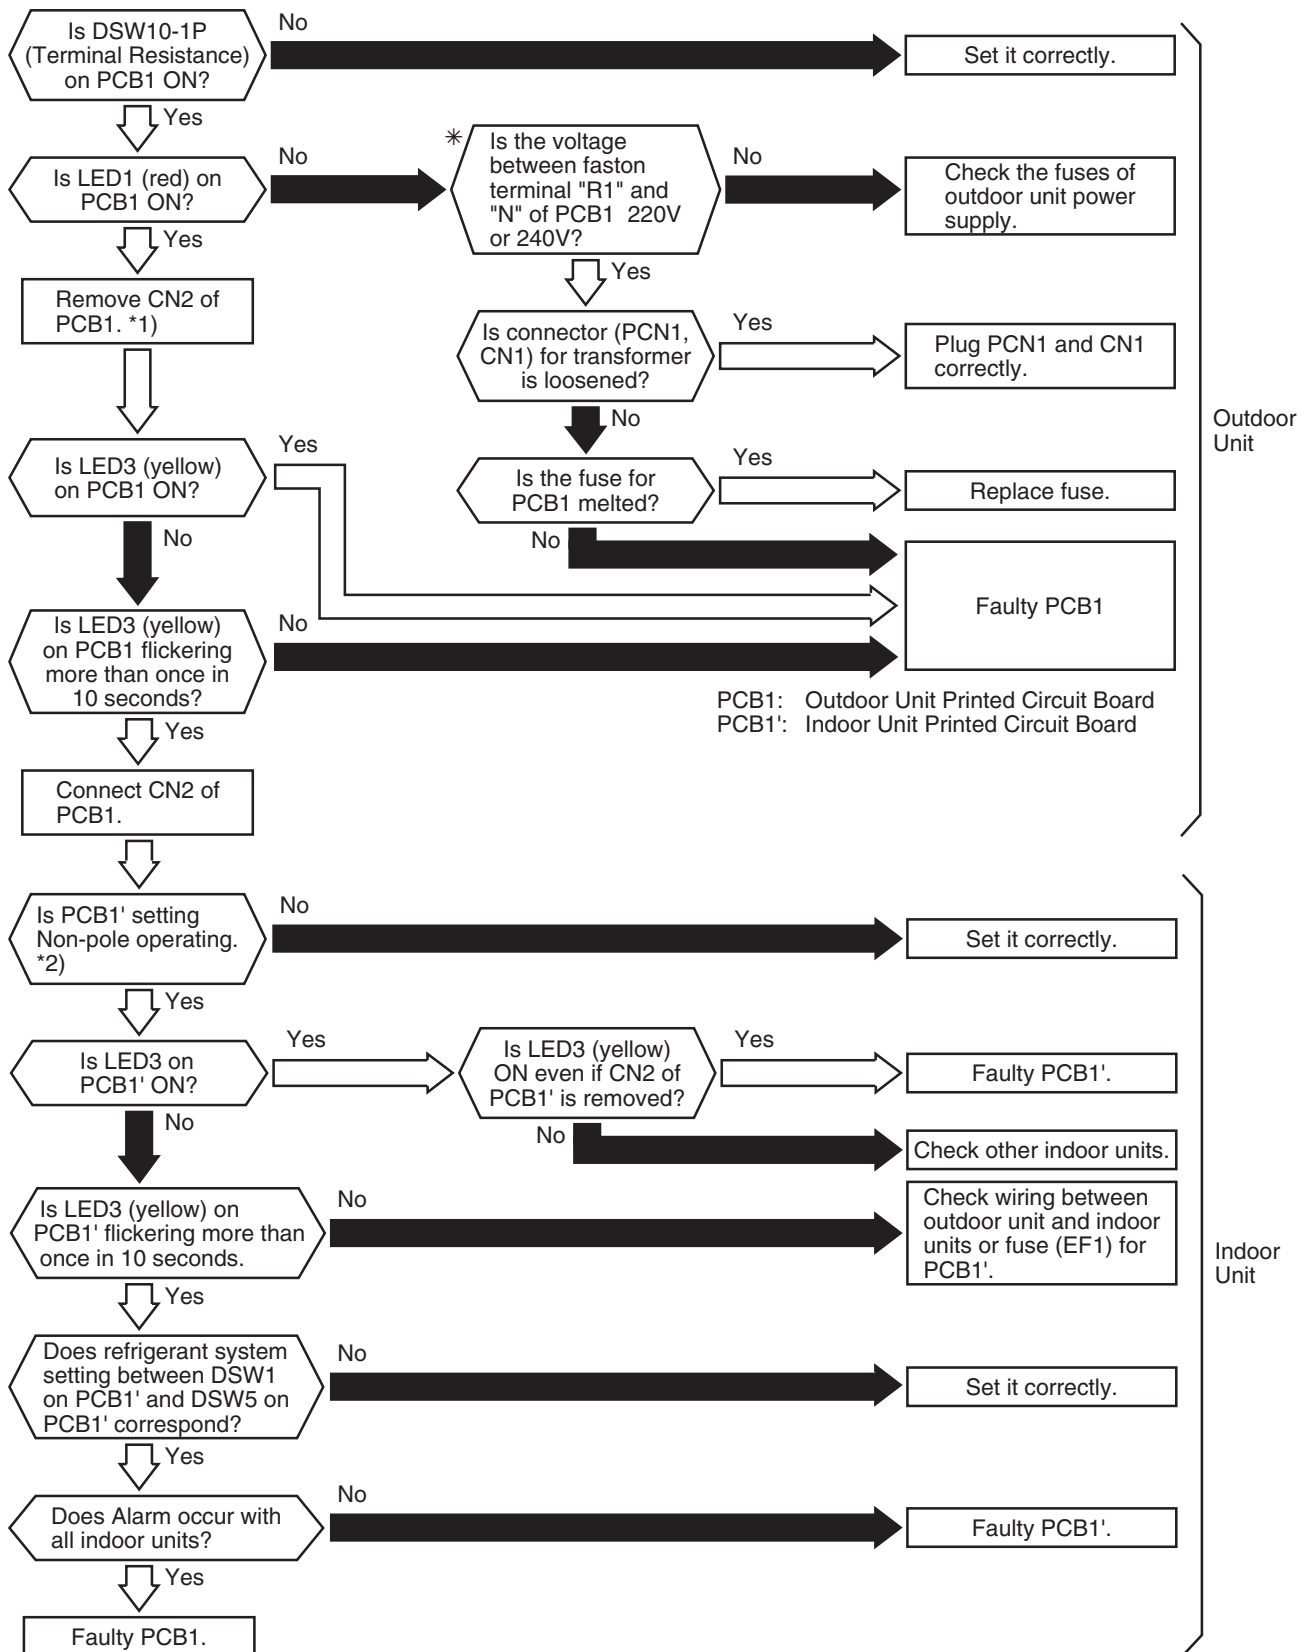 Is DSW10-1P
(Terminal Resistance)
on PCB1 ON?
No
Set it correctly.
Yes
Is LED1 (red) on
PCB1 ON?
No
✳
Is the voltage
between faston
terminal "R1" and
"N" of PCB1 220V
or 240V?
No
Check the fuses of
outdoor unit power
supply.
Yes
Yes
Remove CN2 of
PCB1. *1)
Is connector (PCN1,
CN1) for transformer
is loosened?
Yes
Plug PCN1 and CN1
correctly.
No
Outdoor
Unit
Is LED3 (yellow)
on PCB1 ON?
Yes
Is the fuse for
PCB1 melted?
Yes
Replace fuse.
No
No
Faulty PCB1
Is LED3 (yellow)
on PCB1 flickering
more than once in
10 seconds?
No
PCB1: Outdoor Unit Printed Circuit Board
PCB1': Indoor Unit Printed Circuit Board
Yes
Connect CN2 of
PCB1.
Is PCB1' setting
Non-pole operating.
*2)
No
Set it correctly.
Yes
Is LED3 on
PCB1' ON?
Yes
Is LED3 (yellow)
ON even if CN2 of
PCB1' is removed?
Yes
Faulty PCB1'.
No
No
Check other indoor units.
Is LED3 (yellow) on
PCB1' flickering more than
once in 10 seconds.
No
Check wiring between
outdoor unit and indoor
units or fuse (EF1) for
PCB1'.
Indoor
Unit
Yes
Does refrigerant system
setting between DSW1
on PCB1' and DSW5 on
PCB1' correspond?
No
Set it correctly.
Yes
Does Alarm occur with
all indoor units?
No
Faulty PCB1'.
Yes
Faulty PCB1.